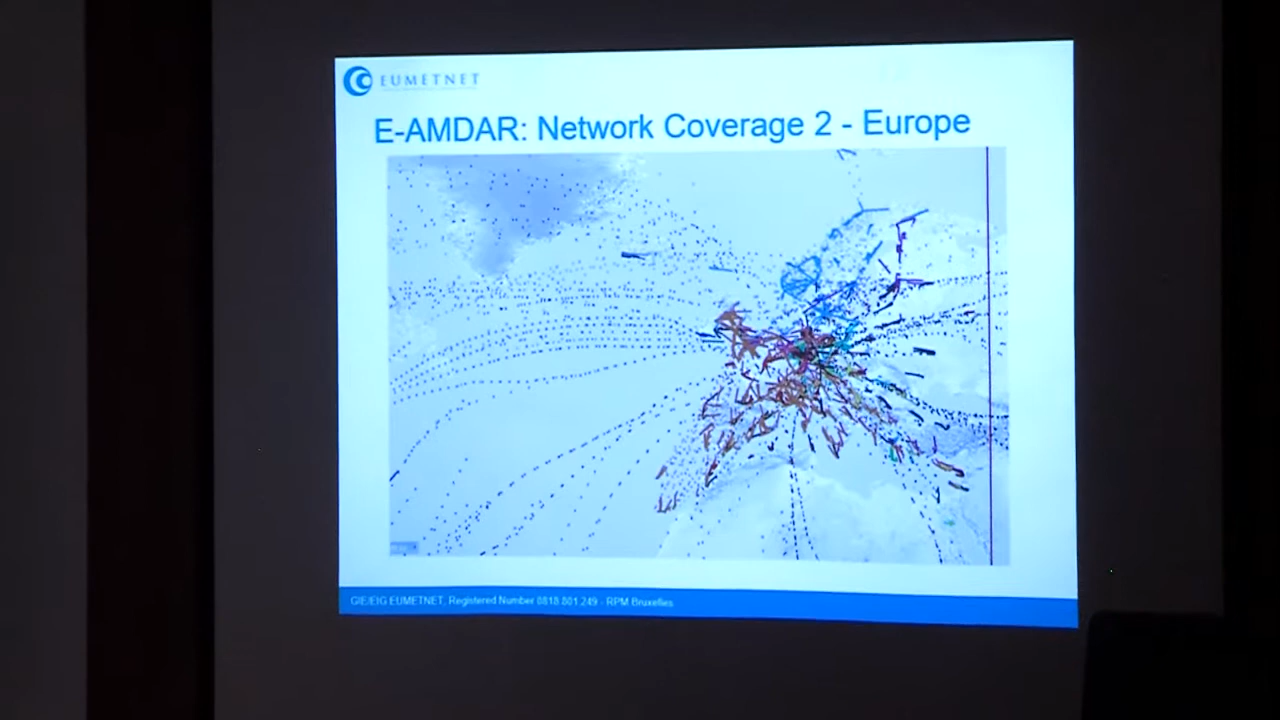 EUMETNET
E-AMDAR: Network Coverage 2 - Europe
GIE/EIG EUMETNET, Registered Number 0818.801.249 - RPM Bruxelles